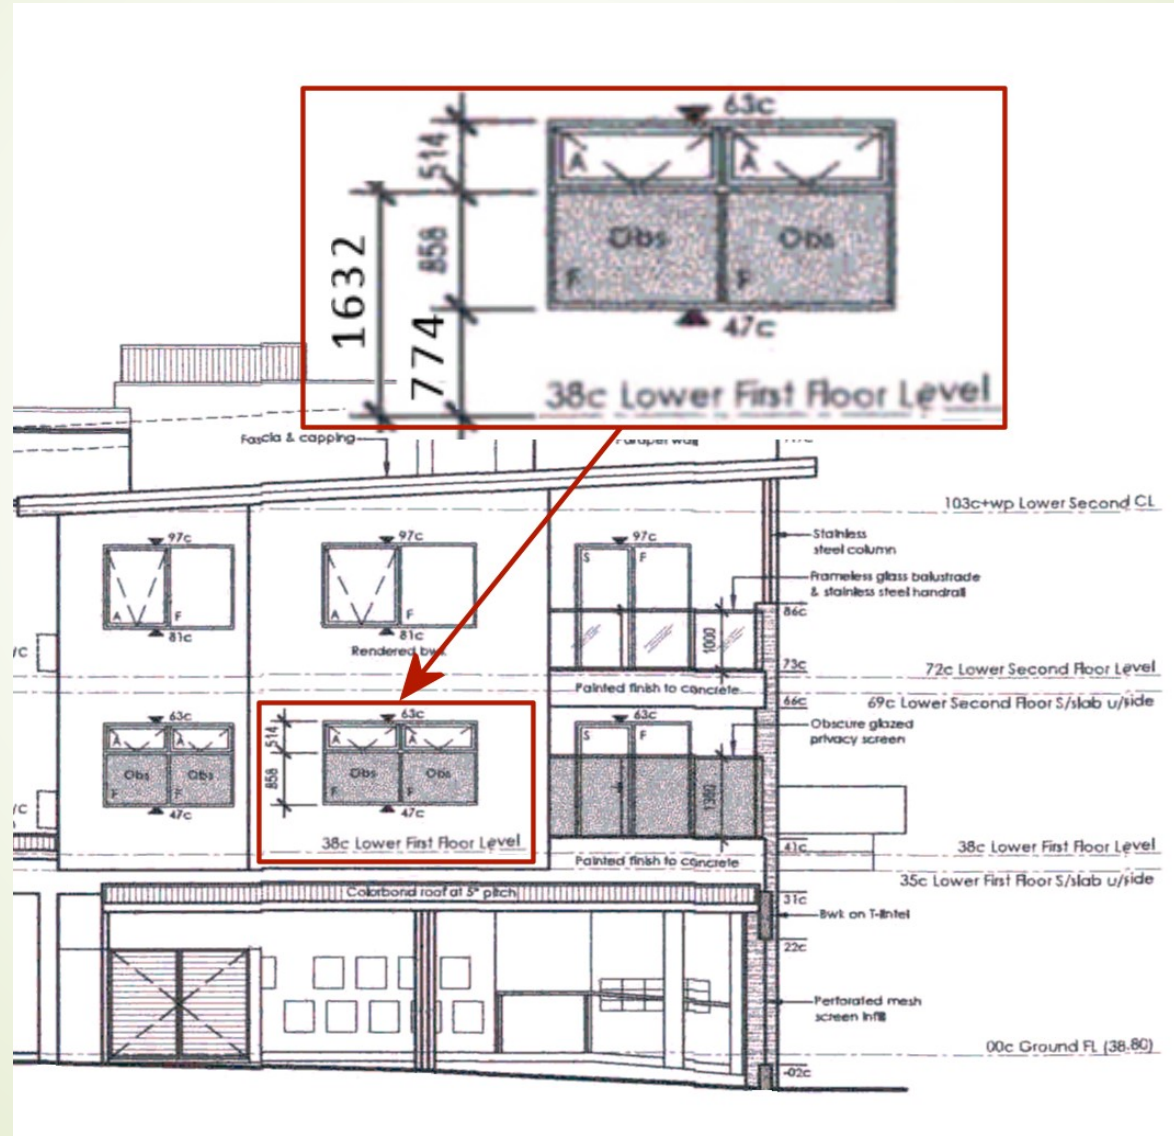 63c
514
A
A
1632
858
Obs
Obs
F
F
774
47c
38c Lower First Floor Level
Fascia & capping
Parapet wall
103c+wp Lower Second CL
97c
97c
97c
Stainless
steel column
S
F
Frameless glass balustrade
& stainless steel handrail
A
F
A
F
86c
81c
81c
1000
Rendered bwk
73c
72c Lower Second Floor Level
Painted finish to concrete
66c
69c Lower Second Floor S/slab u/side
63c
63c
63c
Obscure glazed
privacy screen
514
A
A
A
A
S
F
858
Obs
Obs
Obs
Obs
F
F
F
F
1380
47c
47c
38c Lower First Floor Level
41c
38c Lower First Floor Level
Painted finish to concrete
35c Lower First Floor S/slab u/side
Colorbond roof at 5° pitch
31c
Bwk on T-lintel
22c
Perforated mesh
screen infill
00c Ground FL (38.80)
-02c